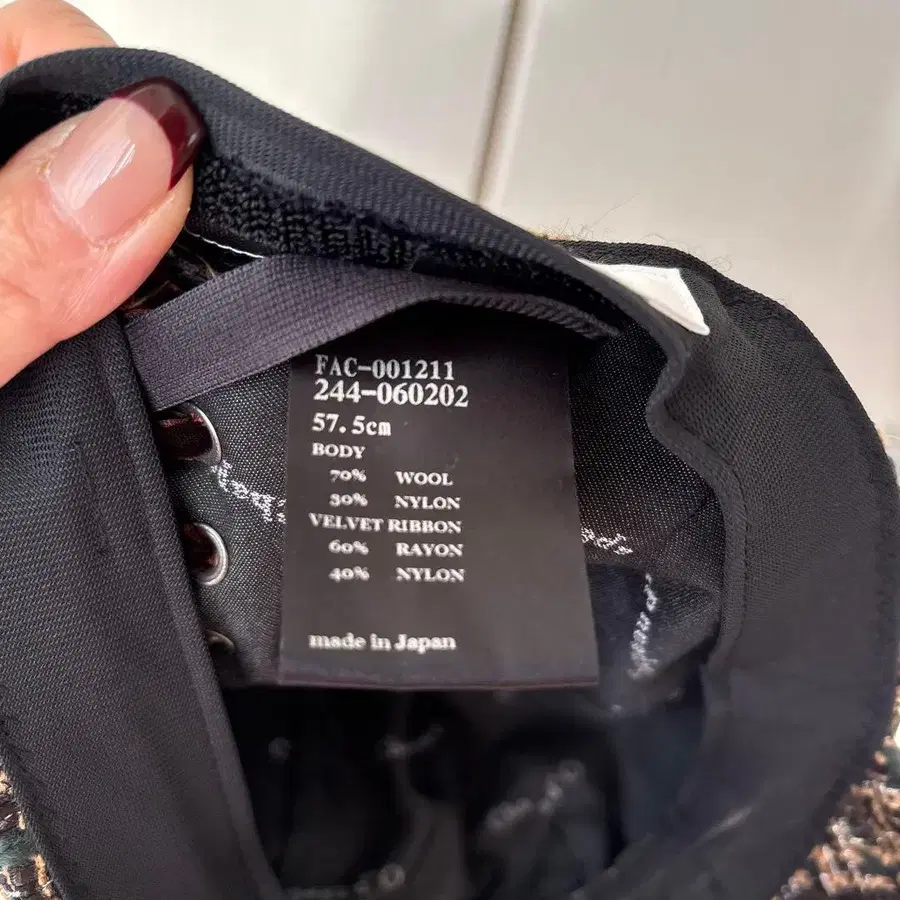 FAC-001211
244-060202
57.5cm
BODY
70% WOOL
30% NYLON
VELVET RIBBON
60% RAYON
40% NYLON
made in Japan